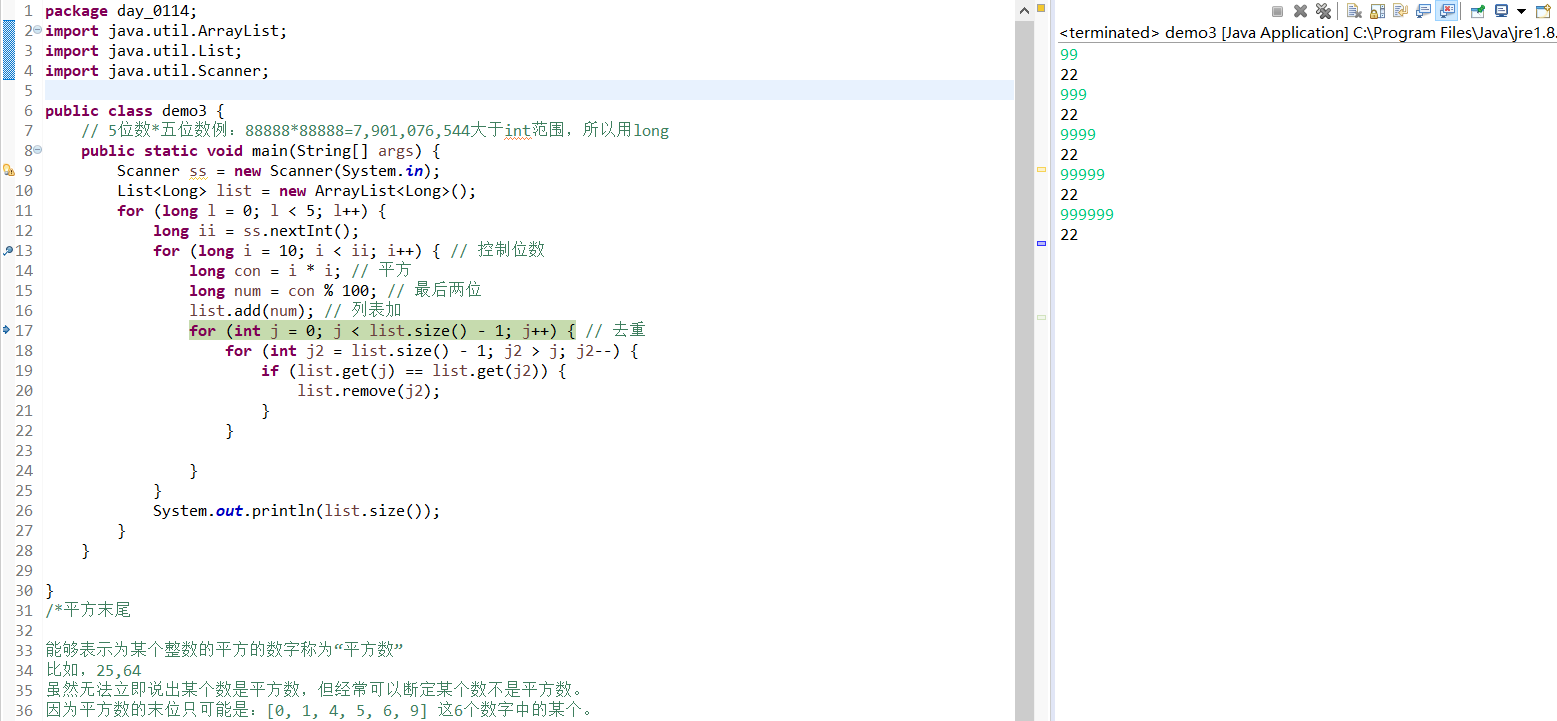 1 package day_0114;
2 import java.util.ArrayList;
3 import java.util.List;
4 import java.util.Scanner;
5
6 public class demo3 {
7 // 5位数*五位数例：88888*88888=7,901,076,544大于int范围，所以用long
8 public static void main(String[] args) {
9 Scanner ss = new Scanner(System.in);
10 List<Long> list = new ArrayList<Long>();
11 for (long l = 0; l < 5; l++) {
12 long ii = ss.nextInt();
13 for (long i = 10; i < ii; i++) { // 控制位数
14 long con = i * i; // 平方
15 long num = con % 100; // 最后两位
16 list.add(num); // 列表加
17 for (int j = 0; j < list.size() - 1; j++) { // 去重
18 for (int j2 = list.size() - 1; j2 > j; j2--) {
19 if (list.get(j) == list.get(j2)) {
20 list.remove(j2);
21 }
22 }
23
24 }
25 }
26 System.out.println(list.size());
27 }
28 }
29
30 }
31 /*平方末尾
32
33 能够表示为某个整数的平方的数字称为“平方数”
34 比如，25,64
35 虽然无法立即说出某个数是平方数，但经常可以断定某个数不是平方数。
36 因为平方数的末位只可能是：[0, 1, 4, 5, 6, 9] 这6个数字中的某个。
<terminated> demo3 [Java Application] C:\Program Files\Java\jre1.8.
99
22
999
22
9999
22
99999
22
999999
22